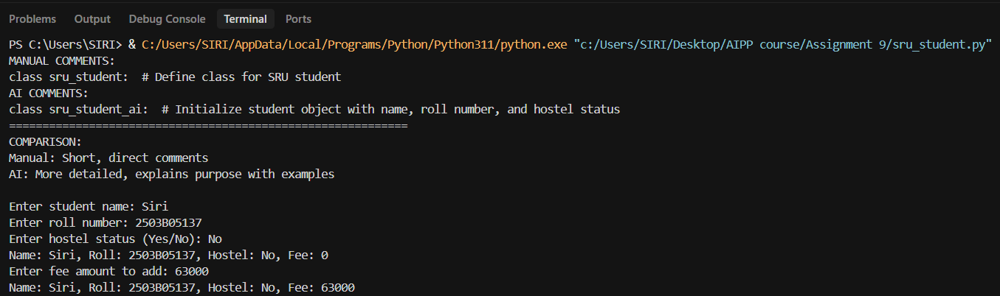 Problems Output Debug Console Terminal Ports
PS C:\Users\SIRI> & C:/Users/SIRI/AppData/Local/Programs/Python/Python311/python.exe "c:/Users/SIRI/Desktop/AIPP course/Assignment 9/sru_student.py"
MANUAL COMMENTS:
class sru_student:  # Define class for SRU student
AI COMMENTS:
class sru_student_ai:  # Initialize student object with name, roll number, and hostel status
============================================================
COMPARISON:
Manual: Short, direct comments
AI: More detailed, explains purpose with examples

Enter student name: Siri
Enter roll number: 2503B05137
Enter hostel status (Yes/No): No
Name: Siri, Roll: 2503B05137, Hostel: No, Fee: 0
Enter fee amount to add: 63000
Name: Siri, Roll: 2503B05137, Hostel: No, Fee: 63000